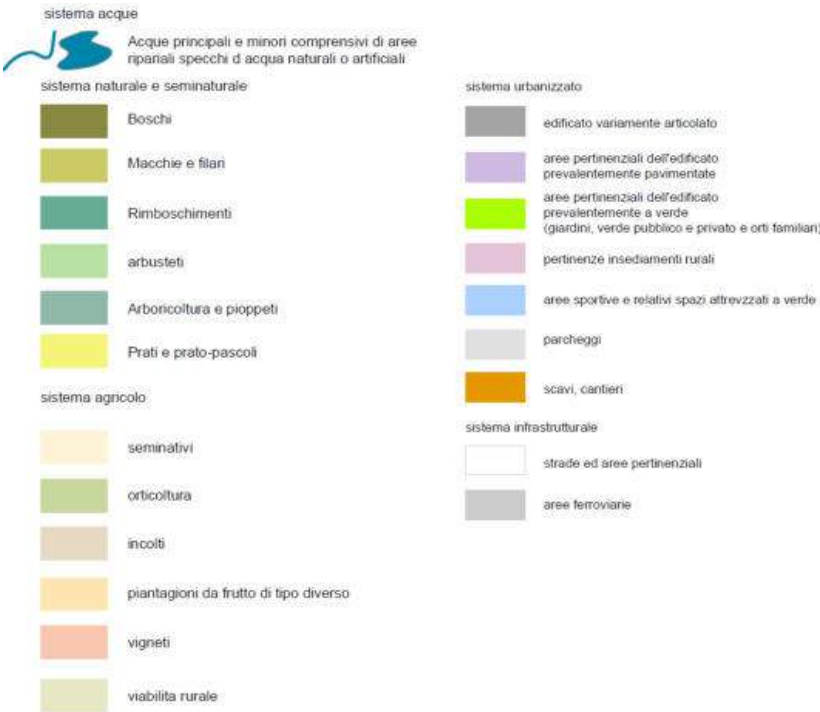 sistema acque
Acque principali e minori comprensivi di aree
ripariali specchi d acqua naturali o artificiali
sistema naturale e seminaturale
Boschi
Macchie e filari
Rimboschimenti
arbusteti
Arboricoltura e pioppeti
Prati e prato-pascoli
sistema agricolo
seminativi
orticoltura
incolti
piantagioni da frutto di tipo diverso
vigneti
viabilita rurale
sistema urbanizzato
edificato variamente articolato
aree pertinenziali dell'edificato
prevalentemente pavimentate
aree pertinenziali dell'edificato
prevalentemente a verde
(giardini, verde pubblico e privato e orti familiari)
pertinenze insediamenti rurali
aree sportive e relativi spazi attrevzzati a verde
parcheggi
scavi, cantieri
sistema infrastrutturale
strade ed aree pertinenziali
aree ferroviarie